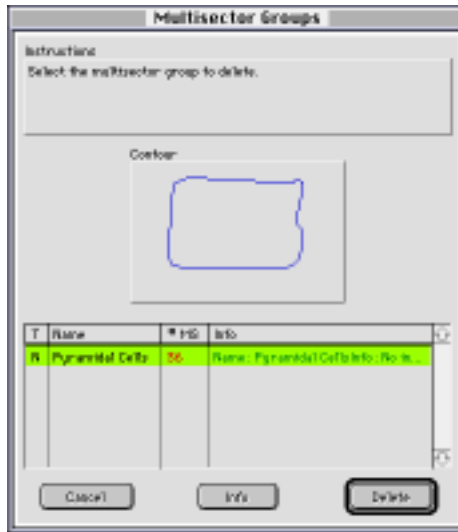 Multisector Groups
Instructions
Select the multisector group to delete.
Contour
T Name # MS Info
N Pyramidal Cells 56 Name : Pyramidal Cells Info : No in...
Cancel Info Delete